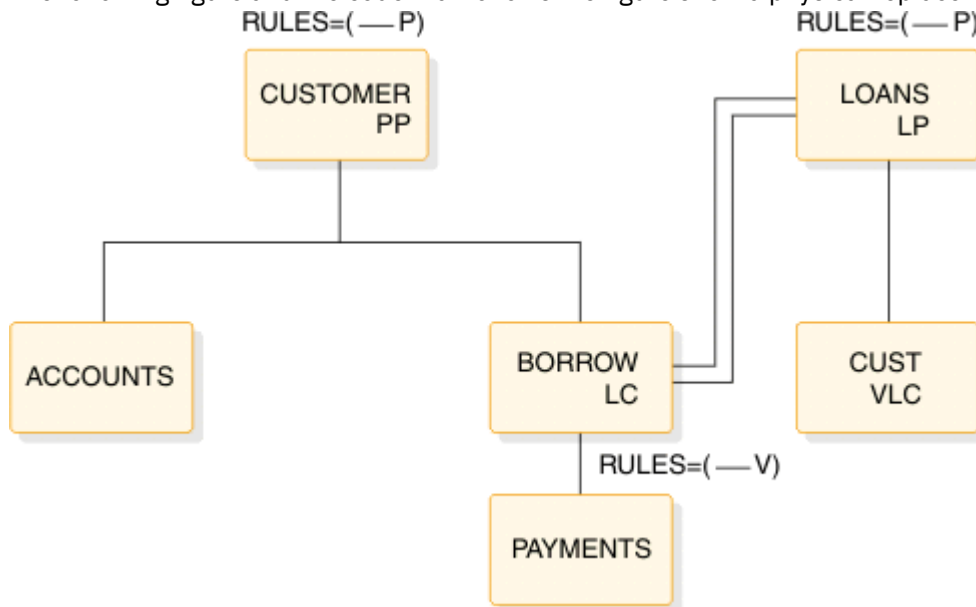 RULES=( — P)
RULES=( — P)
CUSTOMER
PP
LOANS
LP
ACCOUNTS
BORROW
LC
CUST
VLC
RULES=( — V)
PAYMENTS